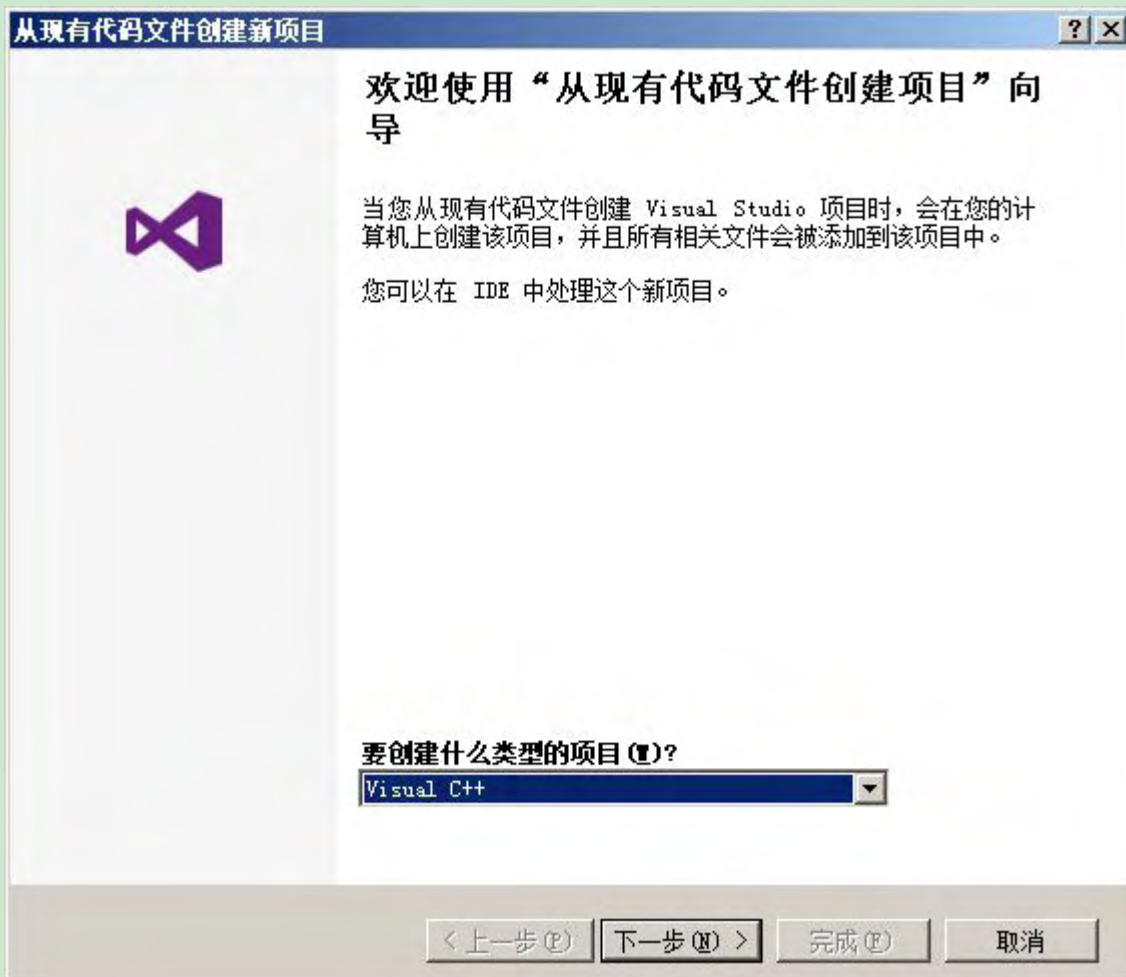 从现有代码文件创建新项目
欢迎使用“从现有代码文件创建项目”向
导
当您从现有代码文件创建 Visual Studio 项目时，会在您的计
算机上创建该项目，并且所有相关文件会被添加到该项目中。
您可以在 IDE 中处理这个新项目。
要创建什么类型的项目(W)?
Visual C++
< 上一步(P)
下一步(N) >
完成(F)
取消